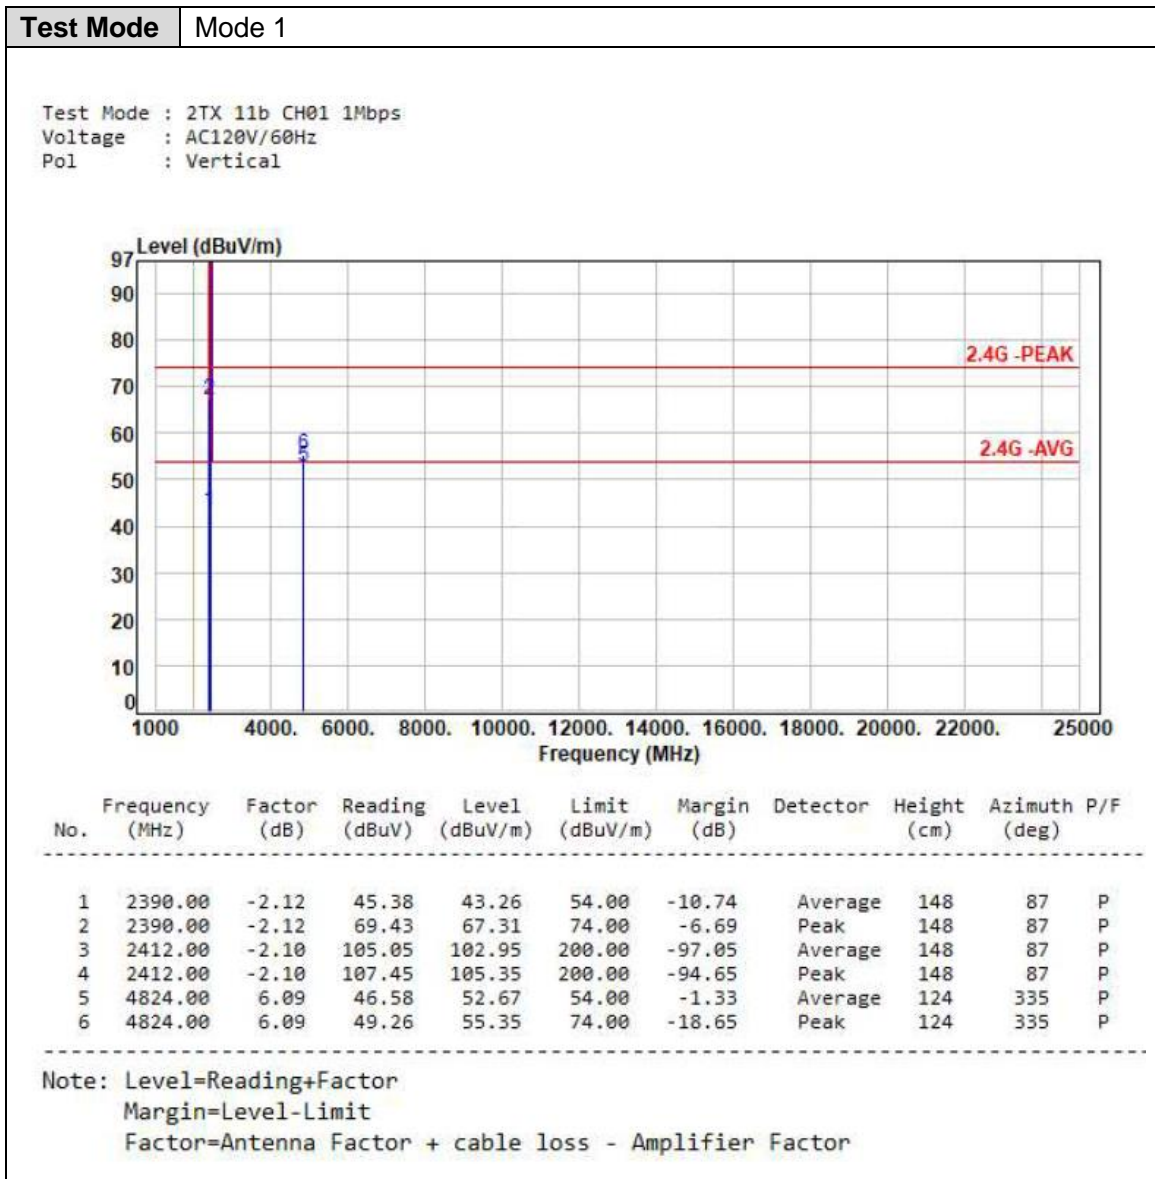 Test Mode Mode 1
Test Mode : 2TX 11b CH01 1Mbps
Voltage : AC120V/60Hz
Pol : Vertical
97 Level (dBuV/m)
90
80
2.4G -PEAK
70
2
60
6
5
2.4G -AVG
50
1
40
30
20
10
0
1000 4000. 6000. 8000. 10000. 12000. 14000. 16000. 18000. 20000. 22000. 25000
Frequency (MHz)
Frequency Factor Reading Level Limit Margin Detector Height Azimuth P/F
No. (MHz) (dB) (dBuV) (dBuV/m) (dBuV/m) (dB) (cm) (deg)
1 2390.00 -2.12 45.38 43.26 54.00 -10.74 Average 148 87 P
2 2390.00 -2.12 69.43 67.31 74.00 -6.69 Peak 148 87 P
3 2412.00 -2.10 105.05 102.95 200.00 -97.05 Average 148 87 P
4 2412.00 -2.10 107.45 105.35 200.00 -94.65 Peak 148 87 P
5 4824.00 6.09 46.58 52.67 54.00 -1.33 Average 124 335 P
6 4824.00 6.09 49.26 55.35 74.00 -18.65 Peak 124 335 P
Note: Level=Reading+Factor
Margin=Level-Limit
Factor=Antenna Factor + cable loss - Amplifier Factor